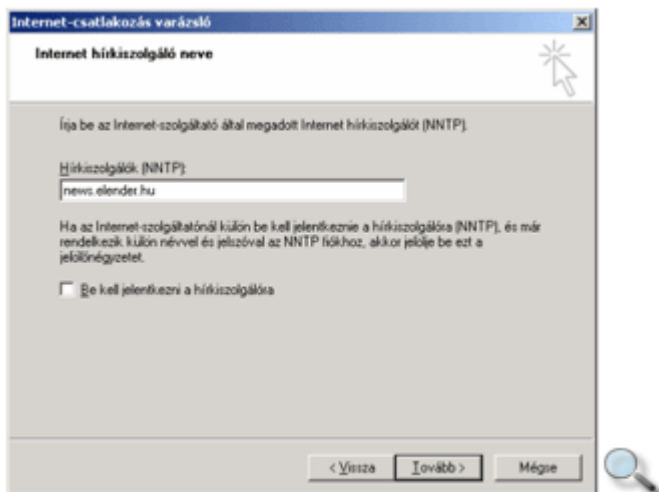 Internet-csatlakozás varázsló
Internet hírkiszolgáló neve
Írja be az Internet-szolgáltató által megadott Internet hírkiszolgálót (NNTP).
Hírkiszolgálók (NNTP):
news.elender.hu
Ha az Internet-szolgáltatónál külön be kell jelentkeznie a hírkiszolgálóra (NNTP), és már
rendelkezik külön névvel és jelszóval az NNTP fiókhoz, akkor jelölje be ezt a
jelölőnégyzetet.
Be kell jelentkezni a hírkiszolgálóra
< Vissza
Tovább >
Mégse